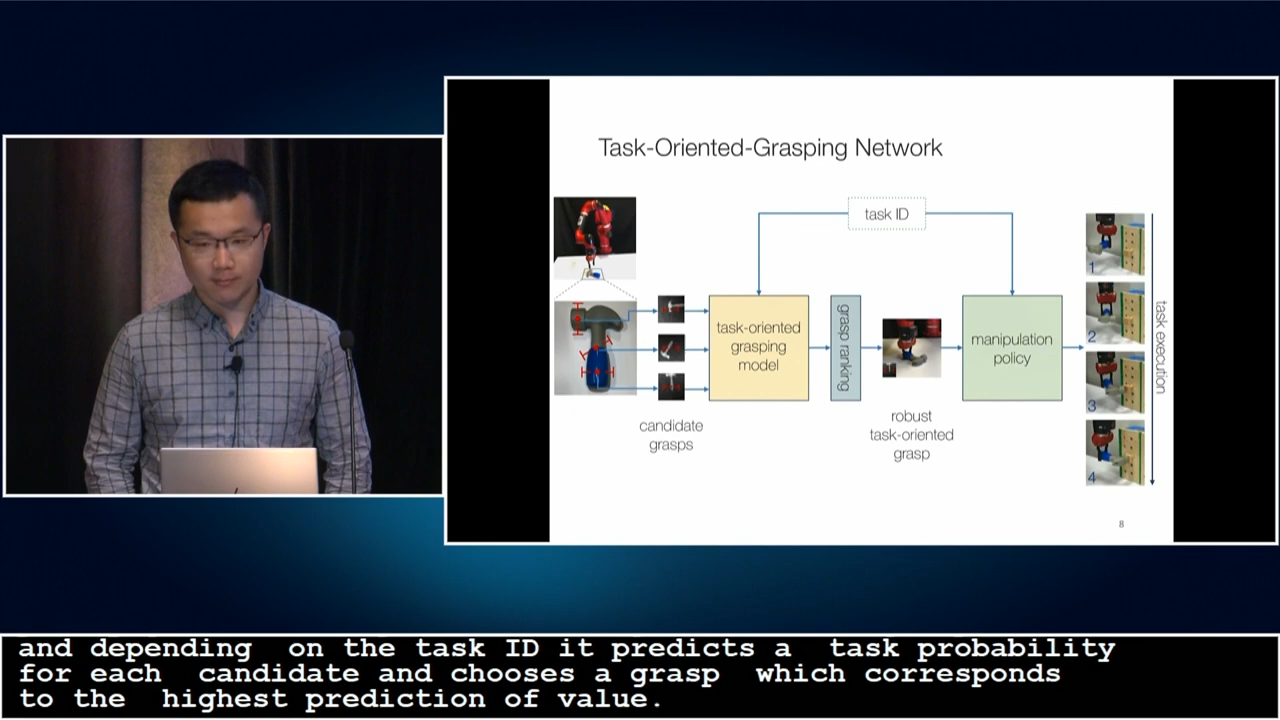 Task-Oriented-Grasping Network
task ID
task-oriented
grasping
model
grasp ranking
manipulation
policy
candidate
grasps
robust
task-oriented
grasp
1
2
3
4
task execution
8
and depending on the task ID it predicts a task probability
for each candidate and chooses a grasp which corresponds
to the highest prediction of value.